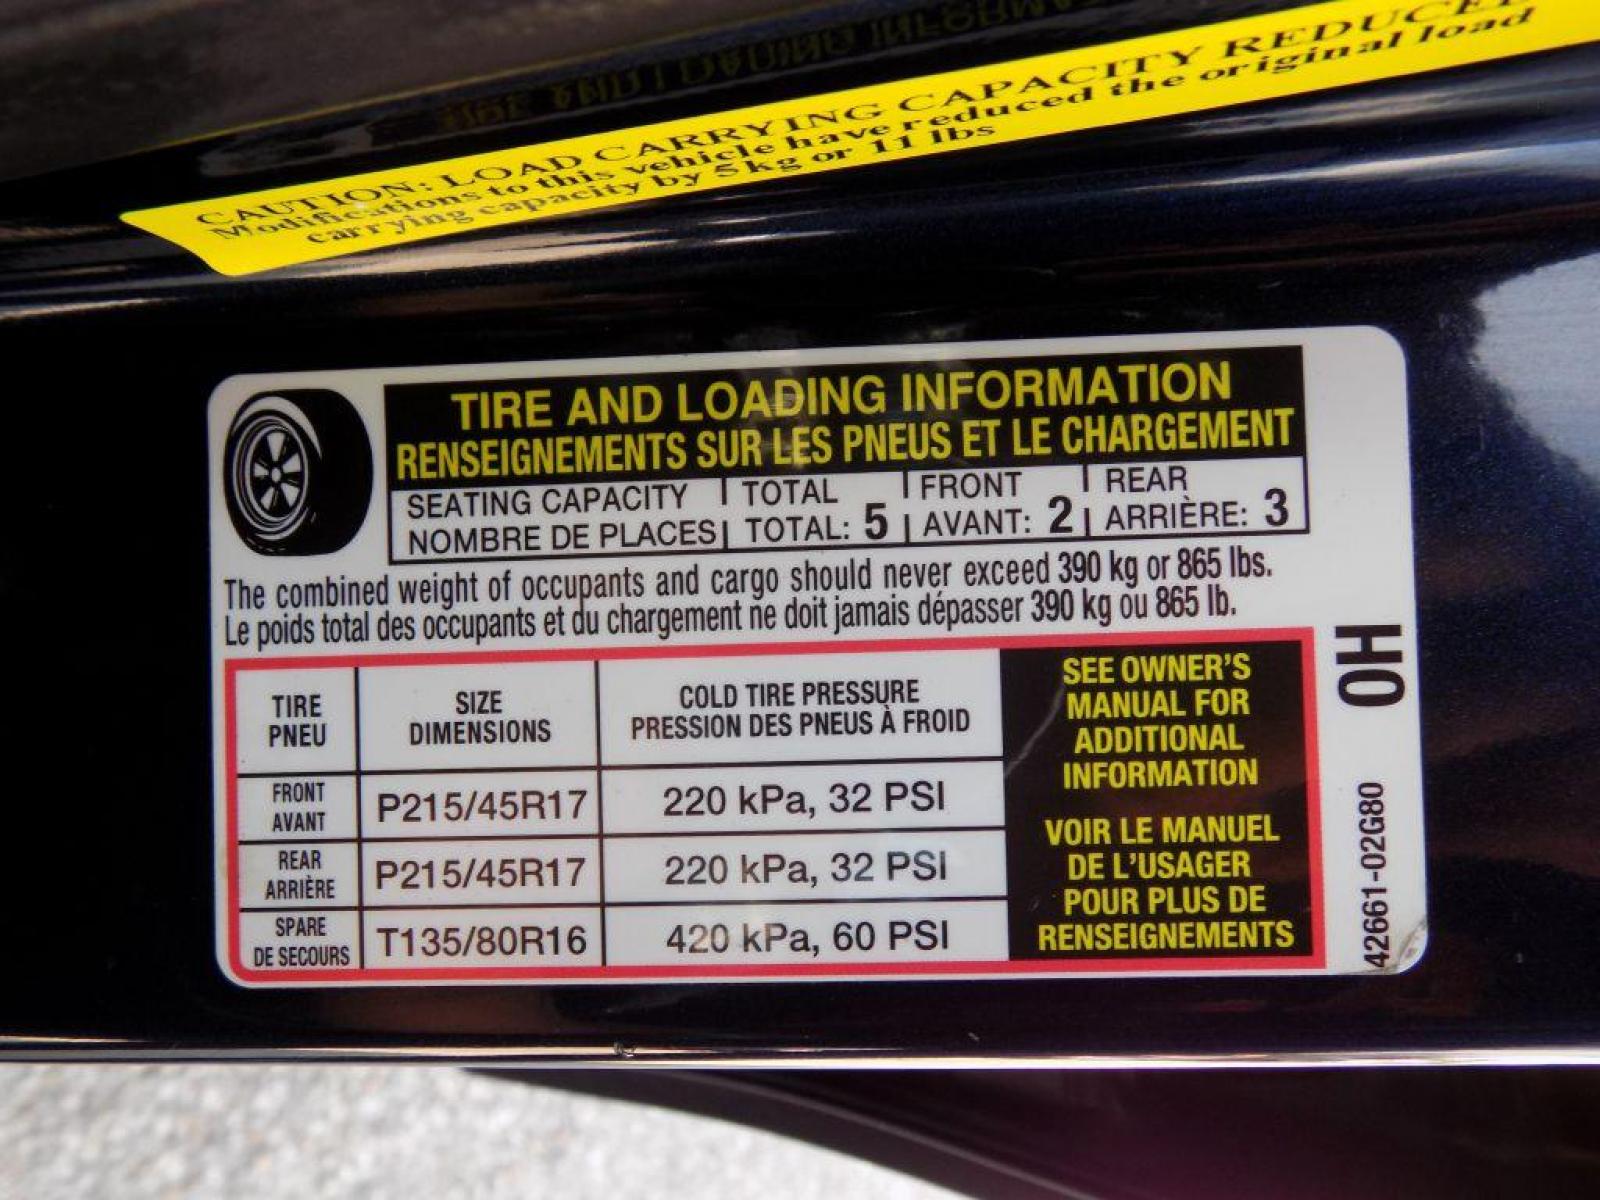 CAUTION: LOAD CARRYING CAPACITY REDUCED
Modifications to this vehicle have reduced the original load
carrying capacity by 5 kg or 11 lbs
TIRE AND LOADING INFORMATION
RENSEIGNEMENTS SUR LES PNEUS ET LE CHARGEMENT
SEATING CAPACITY TOTAL FRONT REAR
NOMBRE DE PLACES TOTAL: 5 AVANT: 2 ARRIÈRE: 3
The combined weight of occupants and cargo should never exceed 390 kg or 865 lbs.
Le poids total des occupants et du chargement ne doit jamais dépasser 390 kg ou 865 lb.
TIRE SIZE COLD TIRE PRESSURE
PNEU DIMENSIONS PRESSION DES PNEUS À FROID
FRONT
AVANT P215/45R17 220 kPa, 32 PSI
REAR
ARRIÈRE P215/45R17 220 kPa, 32 PSI
SPARE
DE SECOURS T135/80R16 420 kPa, 60 PSI
SEE OWNER'S
MANUAL FOR
ADDITIONAL
INFORMATION
VOIR LE MANUEL
DE L'USAGER
POUR PLUS DE
RENSEIGNEMENTS
0H
42661-02G80